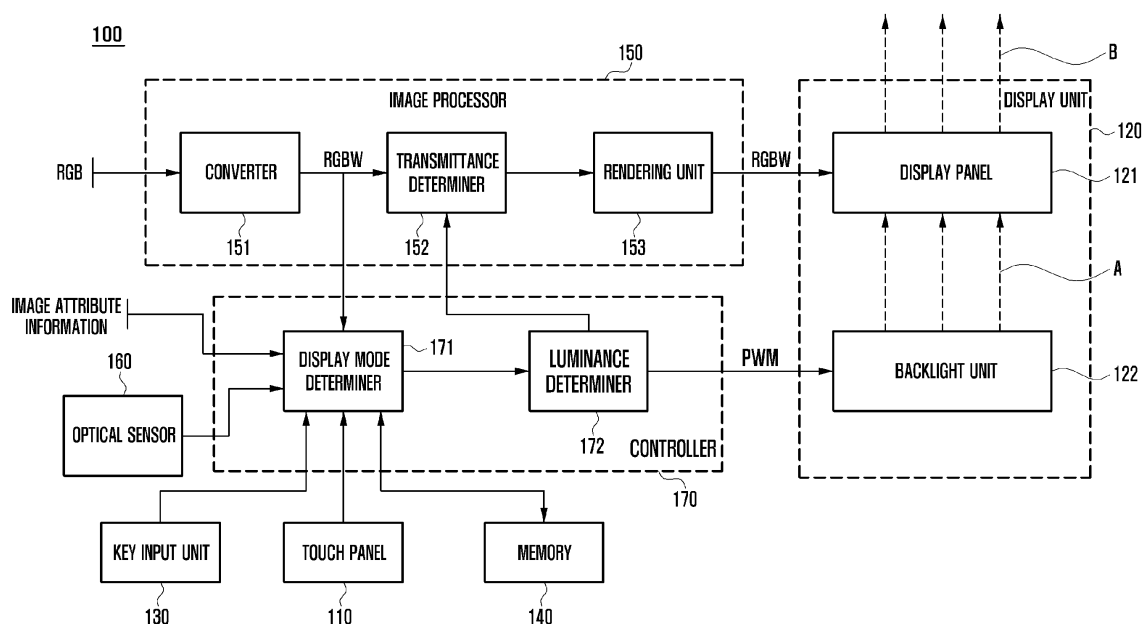 100
150
IMAGE PROCESSOR
B
DISPLAY UNIT
120
RGB
CONVERTER
151
RGBW
TRANSMITTANCE
DETERMINER
152
RENDERING UNIT
153
RGBW
DISPLAY PANEL
121
A
IMAGE ATTRIBUTE
INFORMATION
160
OPTICAL SENSOR
DISPLAY MODE
DETERMINER
171
LUMINANCE
DETERMINER
172
CONTROLLER
170
PWM
BACKLIGHT UNIT
122
KEY INPUT UNIT
130
TOUCH PANEL
110
MEMORY
140